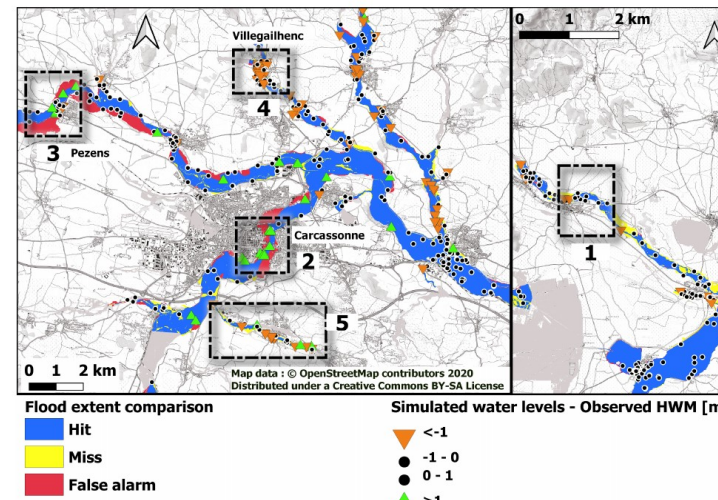 0 1 2 km
Villegailhenc
4
3 Pezens
Carcassonne
2
1
5
0 1 2 km
Map data : © OpenStreetMap contributors 2020
Distributed under a Creative Commons BY-SA License
Flood extent comparison
Hit
Miss
False alarm
Simulated water levels - Observed HWM [m
<-1
-1 - 0
0 - 1
>1